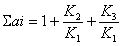 Σai = 1 + K₂/K₁ + K₃/K₁